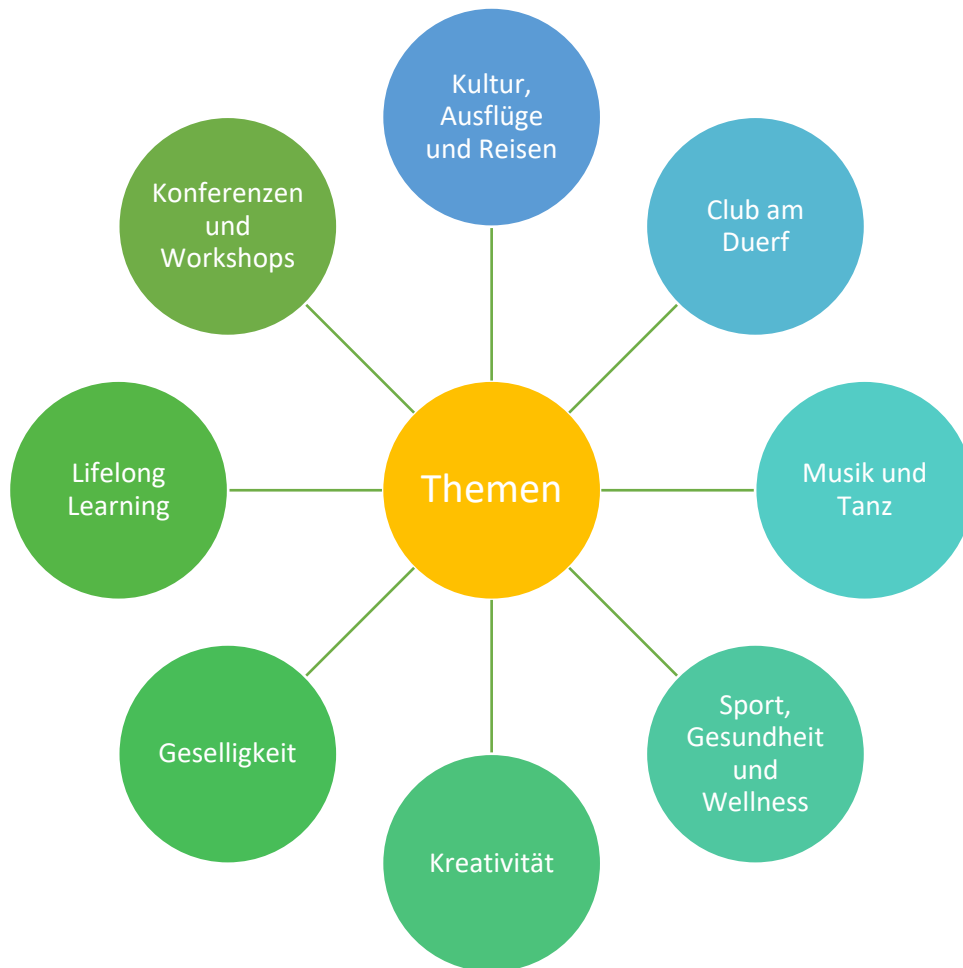 Kultur,
Ausflüge
und Reisen
Club am
Duerf
Musik und
Tanz
Sport,
Gesundheit
und
Wellness
Kreativität
Geselligkeit
Lifelong
Learning
Konferenzen
und
Workshops
Themen